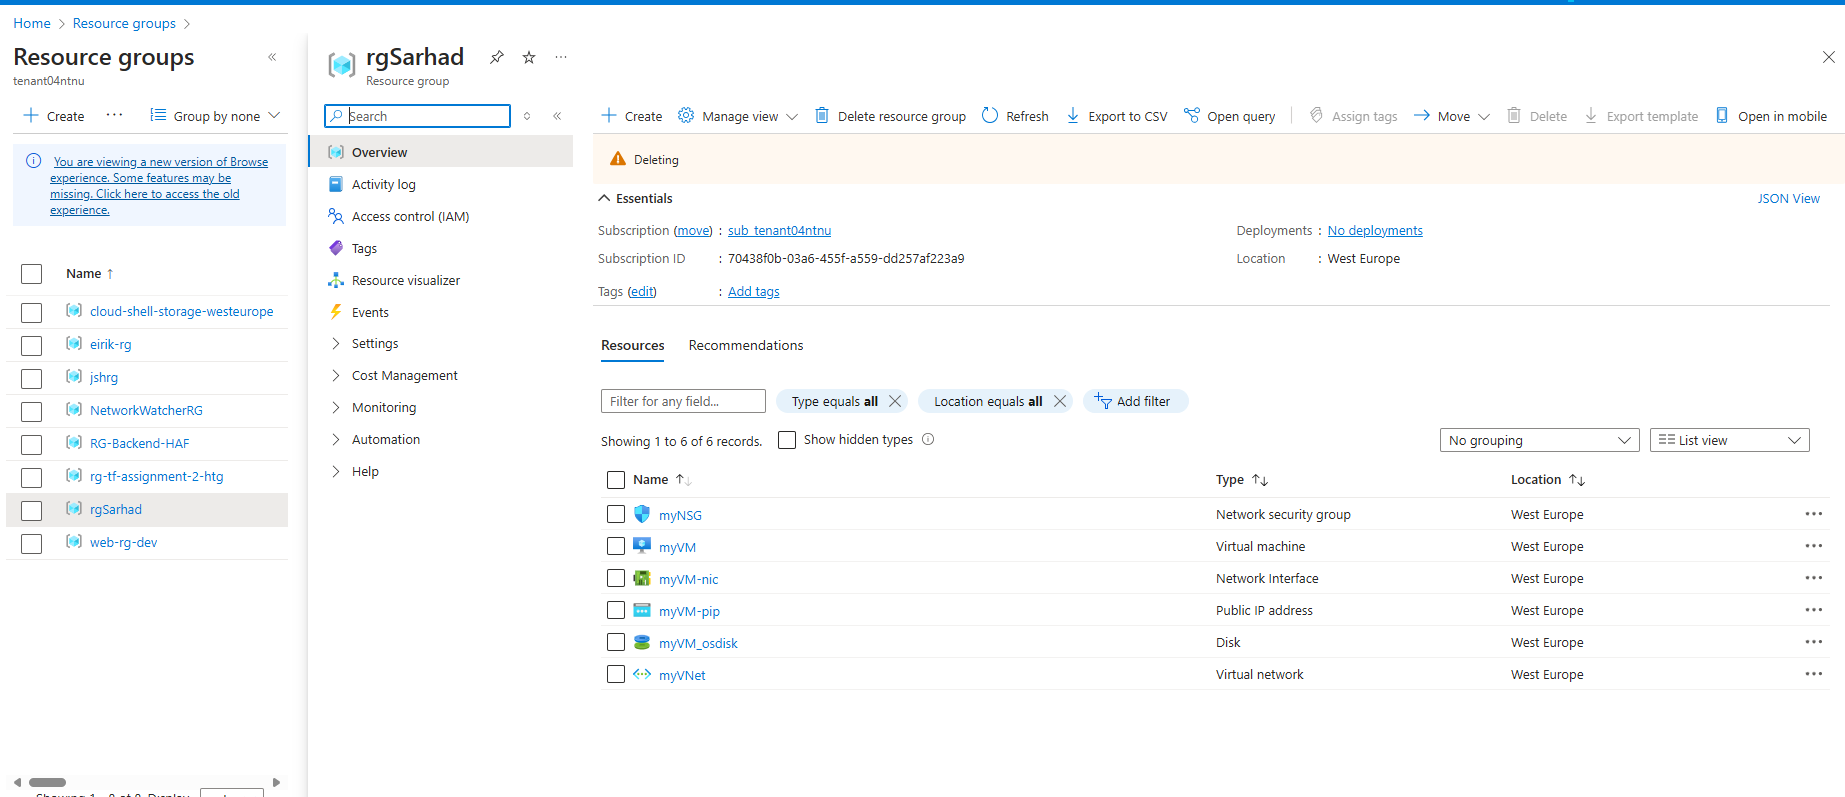 Home > Resource groups >
Resource groups
tenant04ntnu
Create
Group by none
You are viewing a new version of Browse
experience. Some features may be
missing. Click here to access the old
experience.
Name ↑
cloud-shell-storage-westeurope
eirik-rg
jshrg
NetworkWatcherRG
RG-Backend-HAF
rg-tf-assignment-2-htg
rgSarhad
web-rg-dev
rgSarhad
Resource group
Search
Overview
Activity log
Access control (IAM)
Tags
Resource visualizer
Events
Settings
Cost Management
Monitoring
Automation
Help
Create Manage view Delete resource group Refresh Export to CSV Open query Assign tags Move Delete Export template Open in mobile
Deleting
Essentials
JSON View
Subscription (move) : sub_tenant04ntnu
Subscription ID : 70438f0b-03a6-455f-a559-dd257af223a9
Tags (edit) : Add tags
Deployments : No deployments
Location : West Europe
Resources Recommendations
Filter for any field...
Type equals all
Location equals all
Add filter
Showing 1 to 6 of 6 records.
Show hidden types
No grouping
List view
Name ↑↓ Type ↑↓ Location ↑↓
myNSG Network security group West Europe
myVM Virtual machine West Europe
myVM-nic Network Interface West Europe
myVM-pip Public IP address West Europe
myVM_osdisk Disk West Europe
myVNet Virtual network West Europe